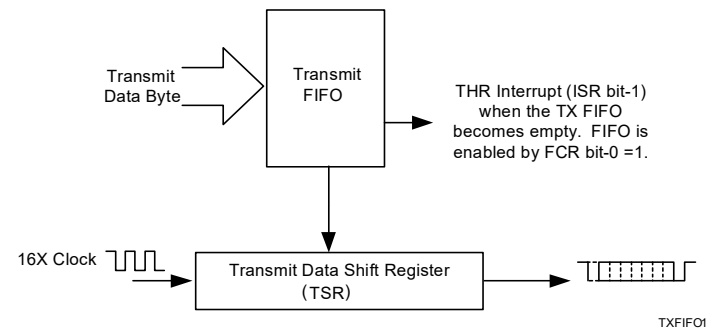 Transmit
Data Byte
Transmit
FIFO
THR Interrupt (ISR bit-1)
when the TX FIFO
becomes empty.  FIFO is
enabled by FCR bit-0 =1.
16X Clock
Transmit Data Shift Register
(TSR)
TXFIFO1